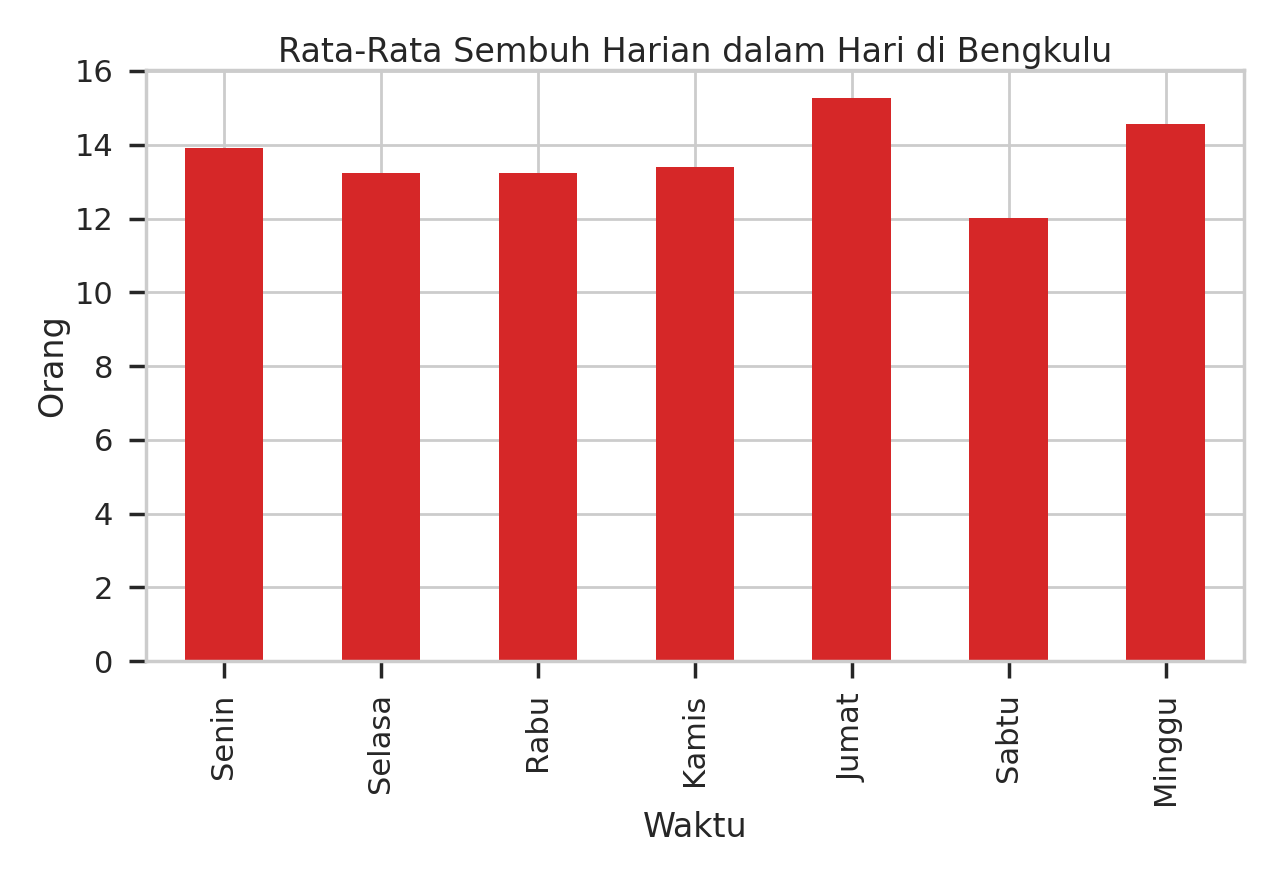 Rata-Rata Sembuh Harian dalam Hari di Bengkulu
16
14
12
10
8
6
4
2
0
Orang
Senin
Selasa
Rabu
Kamis
Jumat
Sabtu
Minggu
Waktu